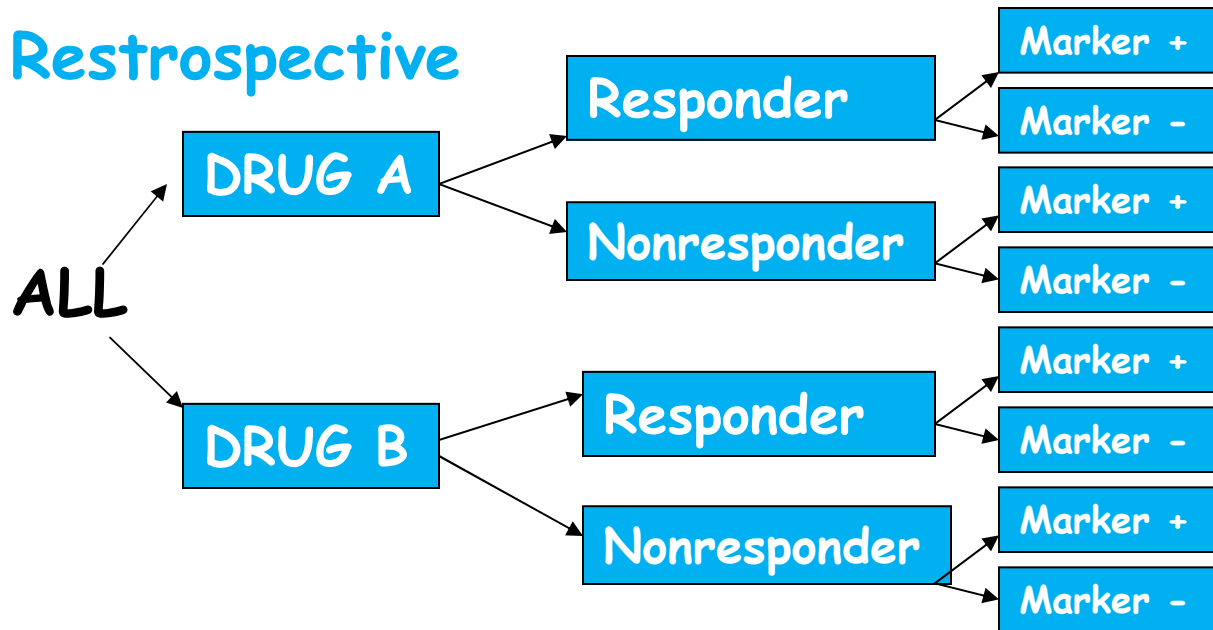 Restrospective
ALL
DRUG A
Responder
Marker +
Marker -
Nonresponder
Marker +
Marker -
DRUG B
Responder
Marker +
Marker -
Nonresponder
Marker +
Marker -